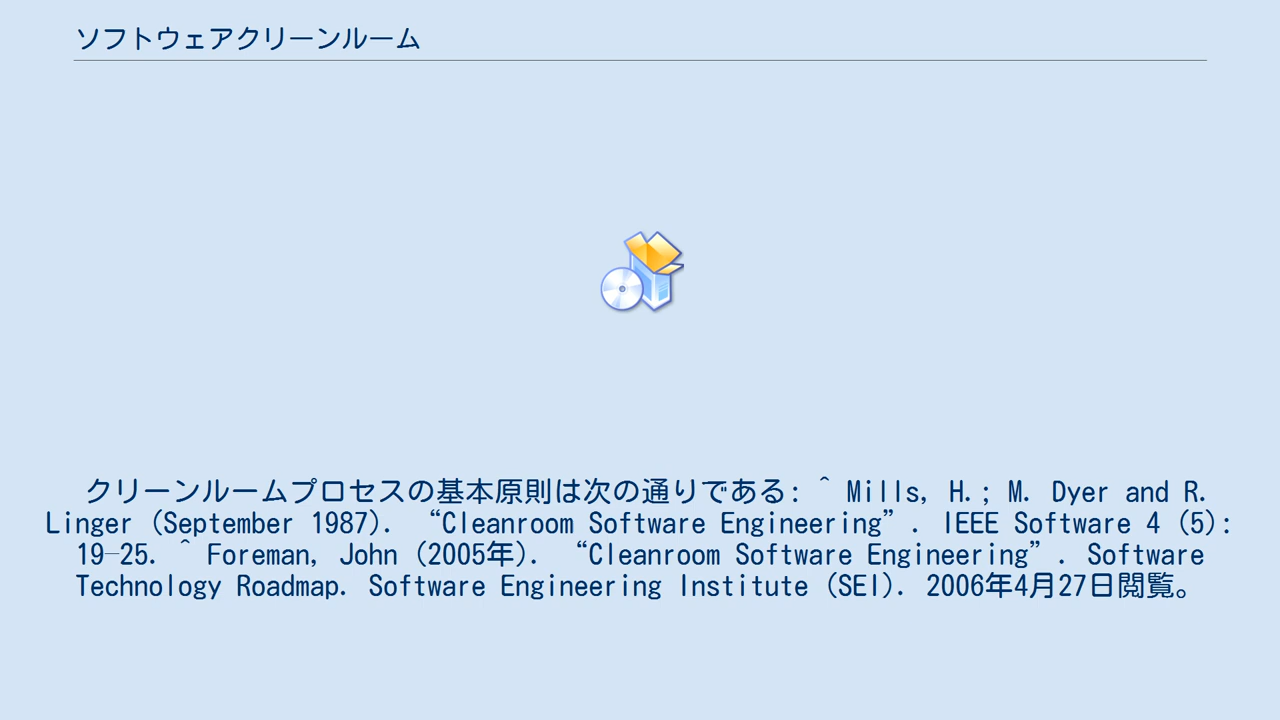 ソフトウェアクリーンルーム
クリーンルームプロセスの基本原則は次の通りである: ^ Mills, H.; M. Dyer and R.
Linger (September 1987). “Cleanroom Software Engineering”. IEEE Software 4 (5):
19–25. ^ Foreman, John (2005年). “Cleanroom Software Engineering”. Software
Technology Roadmap. Software Engineering Institute (SEI). 2006年4月27日閲覧。